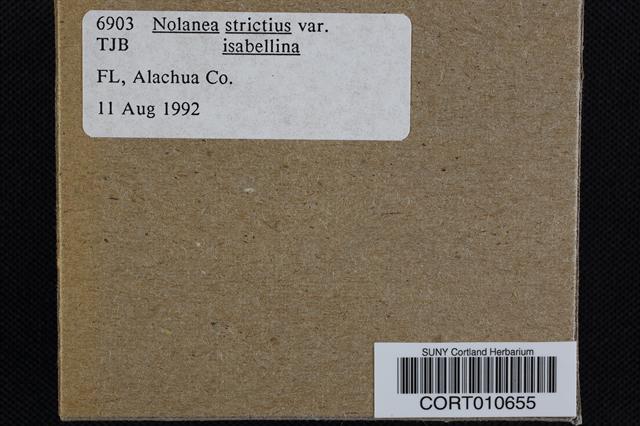 6903 Nolanea strictius var.
TJB isabellina
FL, Alachua Co.
11 Aug 1992
SUNY Cortland Herbarium
CORT010655